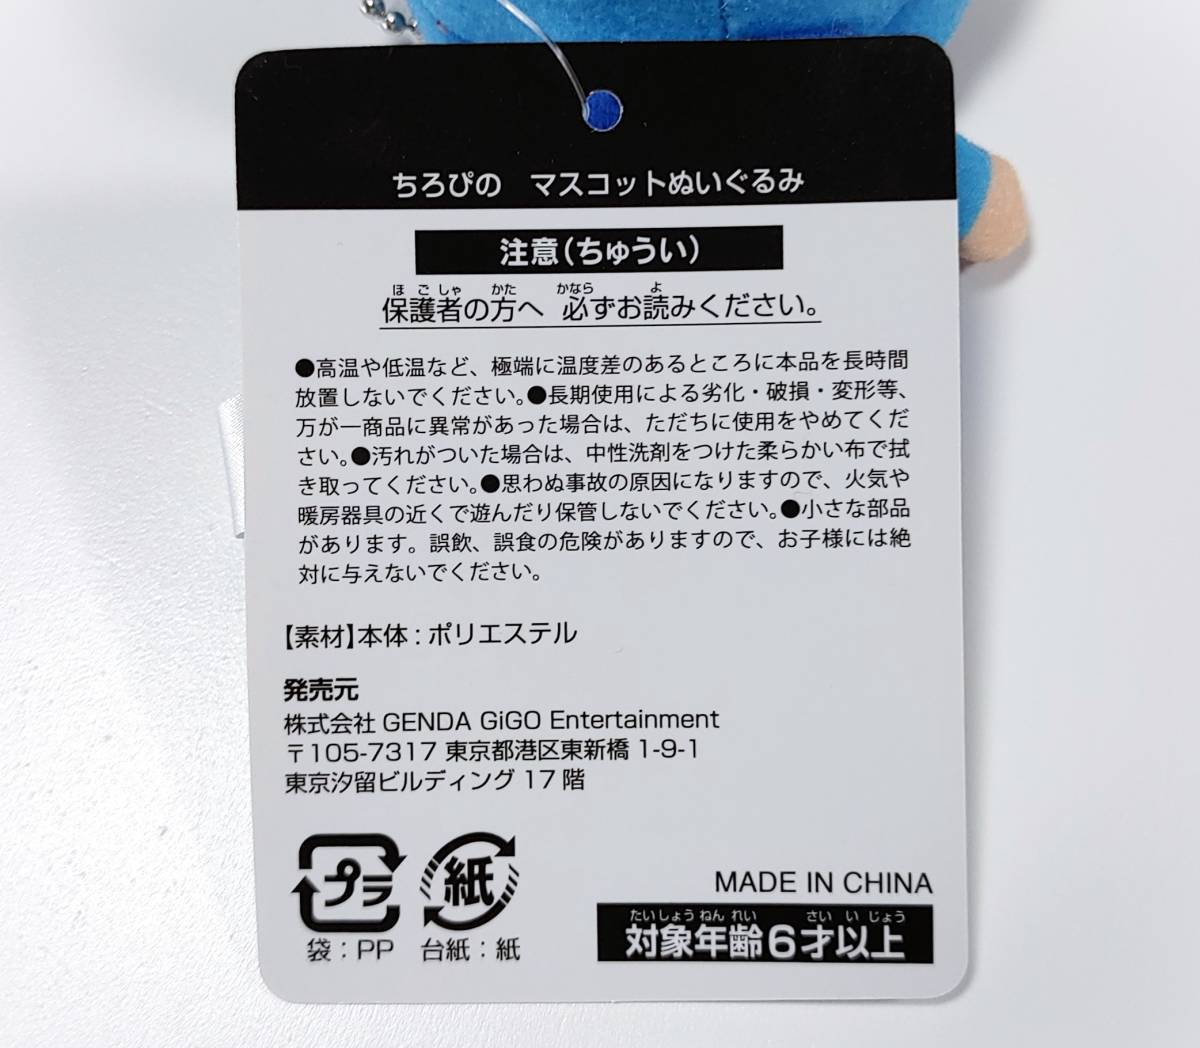 ちろぴの　マスコットぬいぐるみ
注意（ちゅうい）
ほごしゃ かた かなら よ
保護者の方へ 必ずお読みください。
●高温や低温など、極端に温度差のあるところに本品を長時間
放置しないでください。●長期使用による劣化・破損・変形等、
万が一商品に異常があった場合は、ただちに使用をやめてくだ
さい。●汚れがついた場合は、中性洗剤をつけた柔らかい布で拭
き取ってください。●思わぬ事故の原因になりますので、火気や
暖房器具の近くで遊んだり保管しないでください。●小さな部品
があります。誤飲、誤食の危険がありますので、お子様には絶
対に与えないでください。
【素材】本体：ポリエステル
発売元
株式会社 GENDA GiGO Entertainment
〒105-7317 東京都港区東新橋 1-9-1
東京汐留ビルディング 17 階
プラ
紙
袋：PP
台紙：紙
MADE IN CHINA
たいしょう ねん れい さい い じょう
対象年齢6才以上